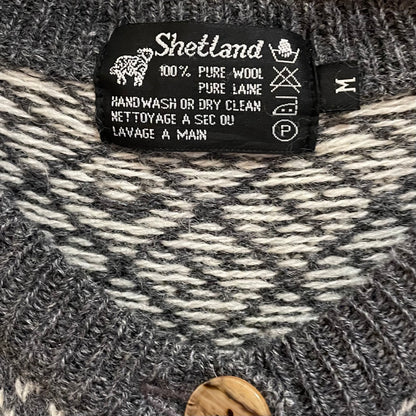 Shetland
100% PURE WOOL
PURE LAINE
HANDWASH OR DRY CLEAN
NETTOYAGE A SEC OU
LAVAGE A MAIN
P
M